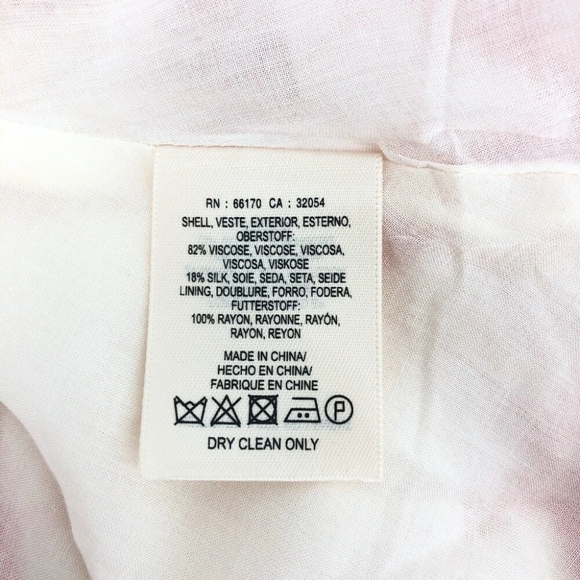 RN : 66170 CA : 32054
SHELL, VESTE, EXTERIOR, ESTERNO,
OBERSTOFF:
82% VISCOSE, VISCOSE, VISCOSA,
VISCOSA, VISKOSE
18% SILK, SOIE, SEDA, SETA, SEIDE
LINING, DOUBLURE, FORRO, FODERA,
FUTTERSTOFF:
100% RAYON, RAYONNE, RAYÓN,
RAYON, REYON
MADE IN CHINA/
HECHO EN CHINA/
FABRIQUE EN CHINE
P
DRY CLEAN ONLY